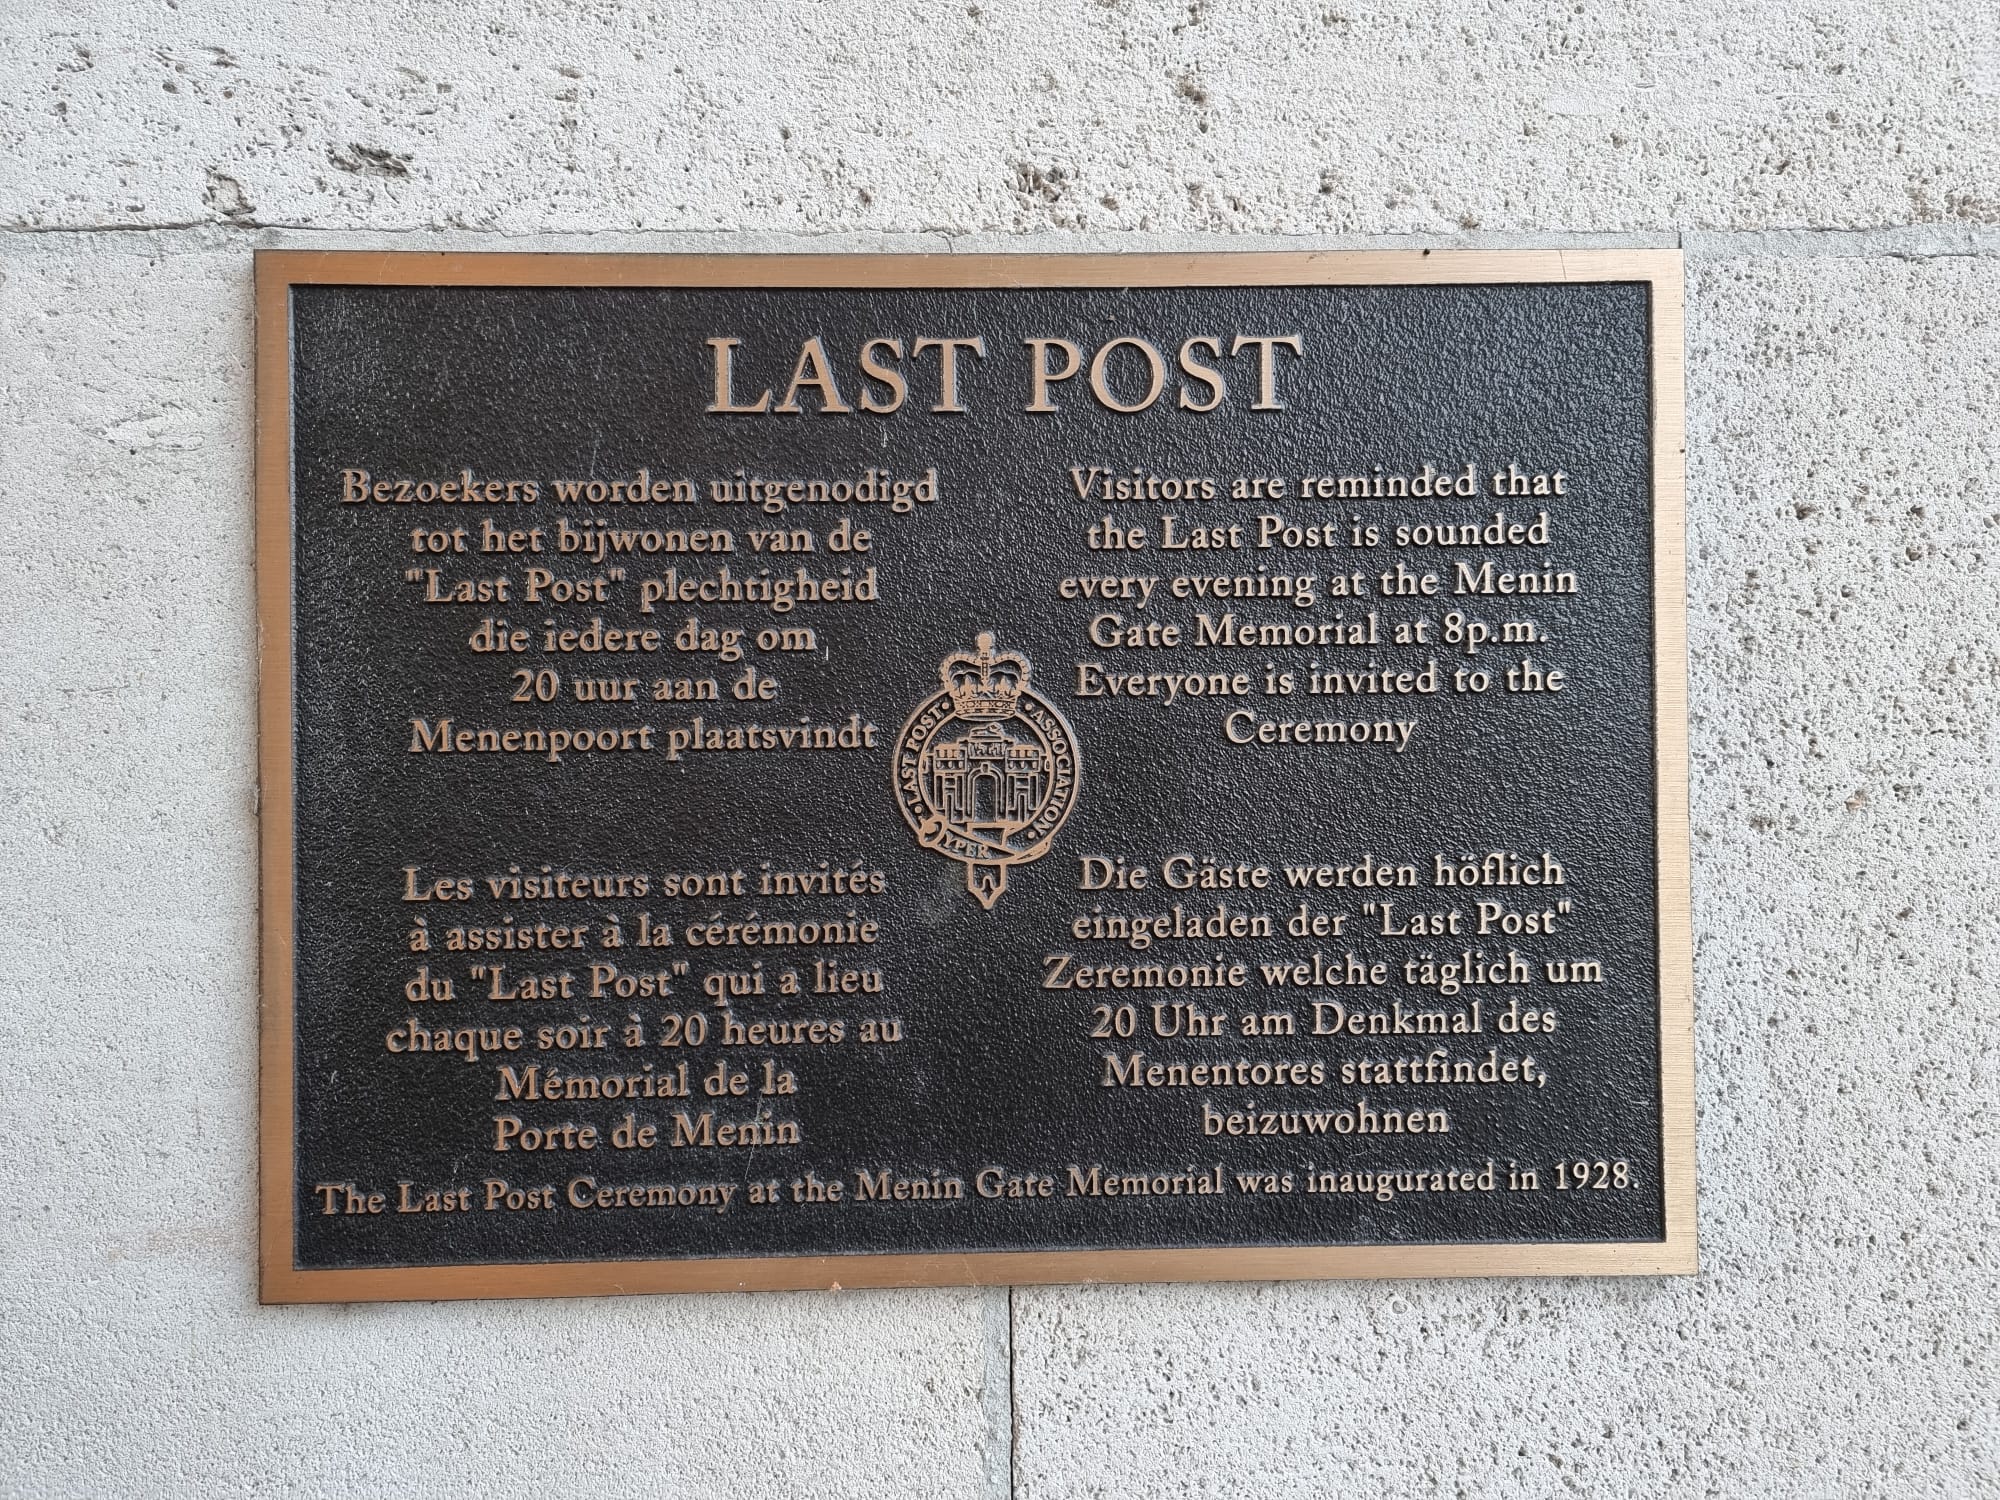 LAST POST
Bezoekers worden uitgenodigd
tot het bijwonen van de
"Last Post" plechtigheid
die iedere dag om
20 uur aan de
Menenpoort plaatsvindt
Visitors are reminded that
the Last Post is sounded
every evening at the Menin
Gate Memorial at 8p.m.
Everyone is invited to the
Ceremony
·LAST POST· ·ASSOCIATION·
YPER
Les visiteurs sont invités
à assister à la cérémonie
du "Last Post" qui a lieu
chaque soir à 20 heures au
Mémorial de la
Porte de Menin
Die Gäste werden höflich
eingeladen der "Last Post"
Zeremonie welche täglich um
20 Uhr am Denkmal des
Menentores stattfindet,
beizuwohnen
The Last Post Ceremony at the Menin Gate Memorial was inaugurated in 1928.